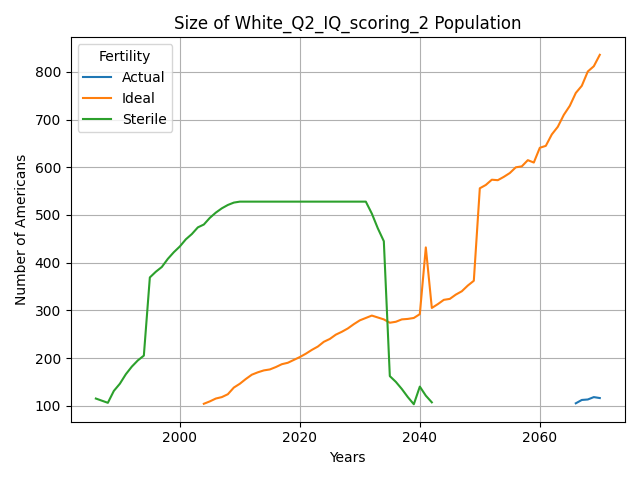 Size of White_Q2_IQ_scoring_2 Population
Fertility
Actual
Ideal
Sterile
Number of Americans
800
700
600
500
400
300
200
100
2000
2020
2040
2060
Years